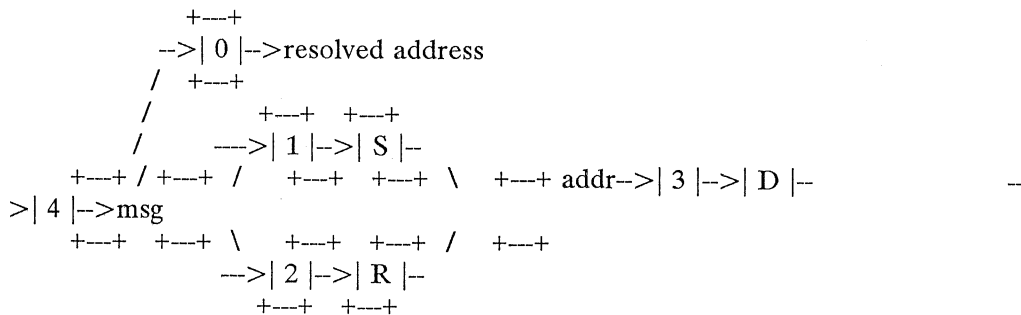 +---+
-->| 0 |-->resolved address
/ +---+
/ +---+ +---+
/ ---->| 1 |-->| S |--
+---+ / +---+ / +---+ +---+ \ +---+ addr-->| 3 |-->| D |-- --
>| 4 |-->msg
+---+ +---+ \ +---+ +---+ / +---+
--->| 2 |-->| R |--
+---+ +---+